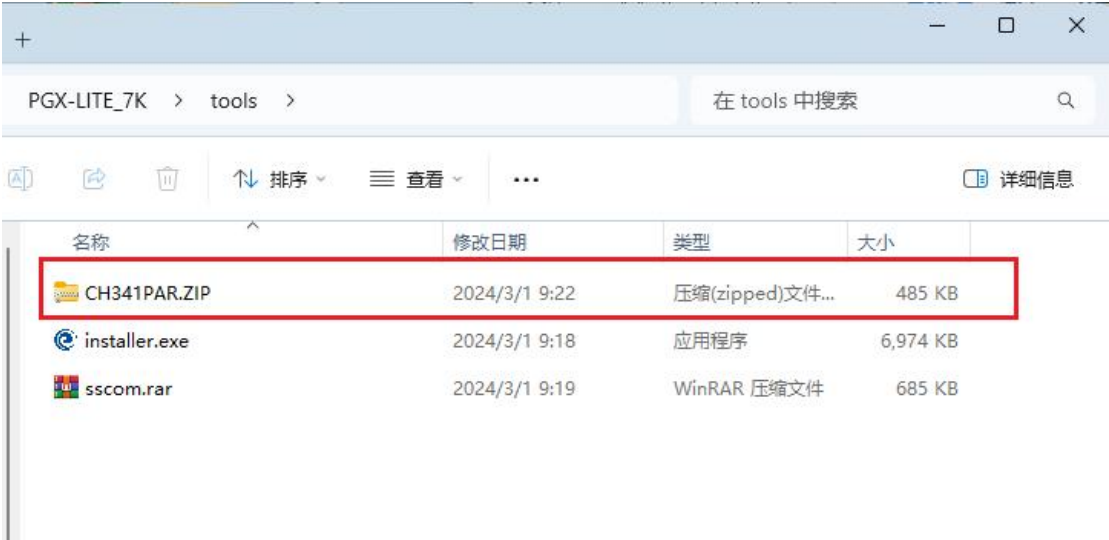 PGX-LITE_7K > tools >
在 tools 中搜索
排序 查看 ...
详细信息
名称 修改日期 类型 大小
CH341PAR.ZIP 2024/3/1 9:22 压缩(zipped)文件... 485 KB
installer.exe 2024/3/1 9:18 应用程序 6,974 KB
sscom.rar 2024/3/1 9:19 WinRAR 压缩文件 685 KB